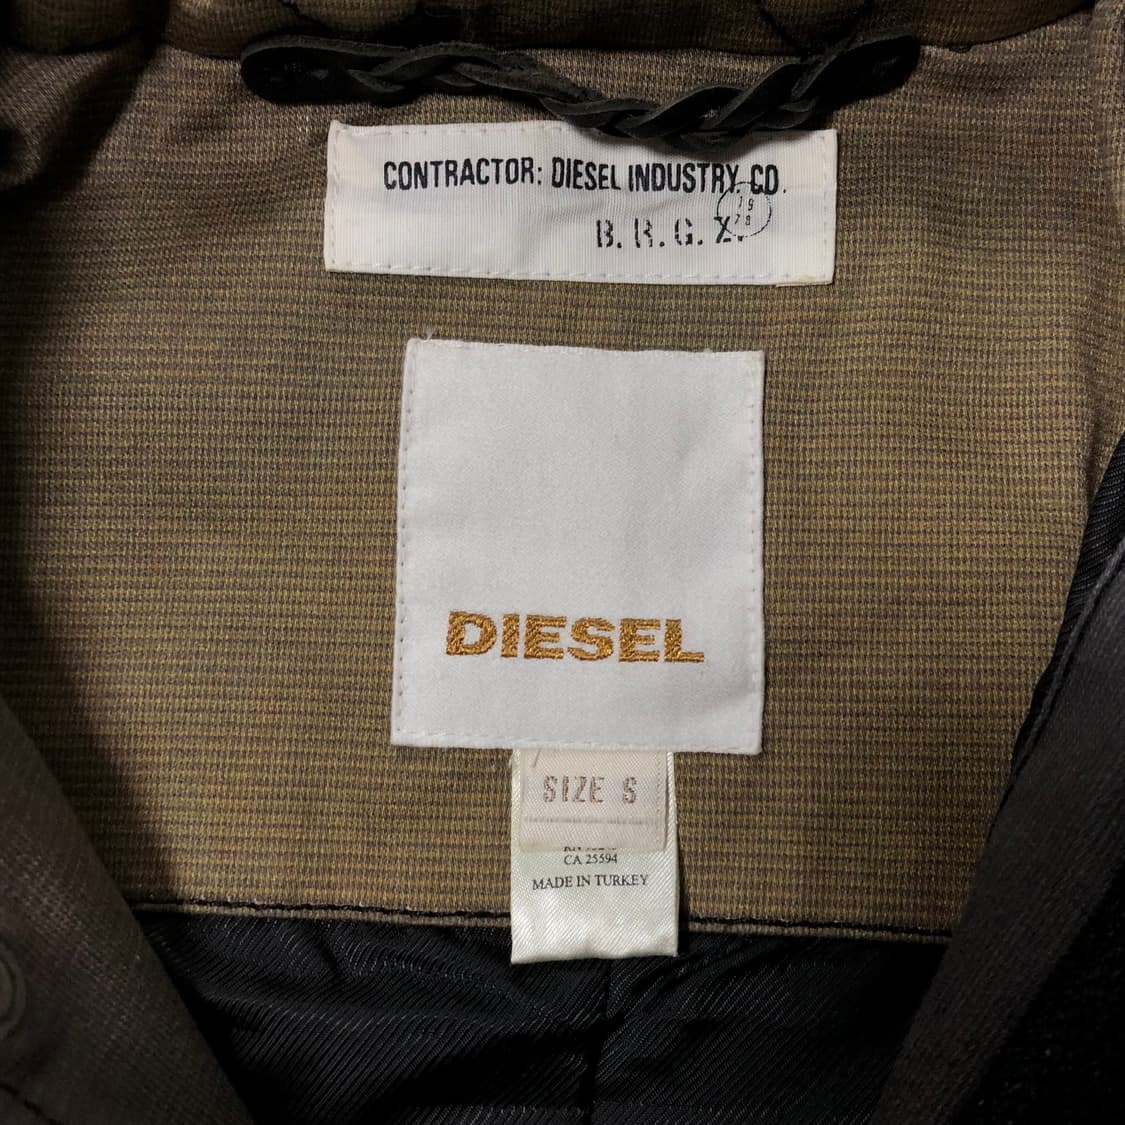 CONTRACTOR: DIESEL INDUSTRY. CO.
19
78
B. R. G. X.
DIESEL
SIZE S
CA 25594
MADE IN TURKEY